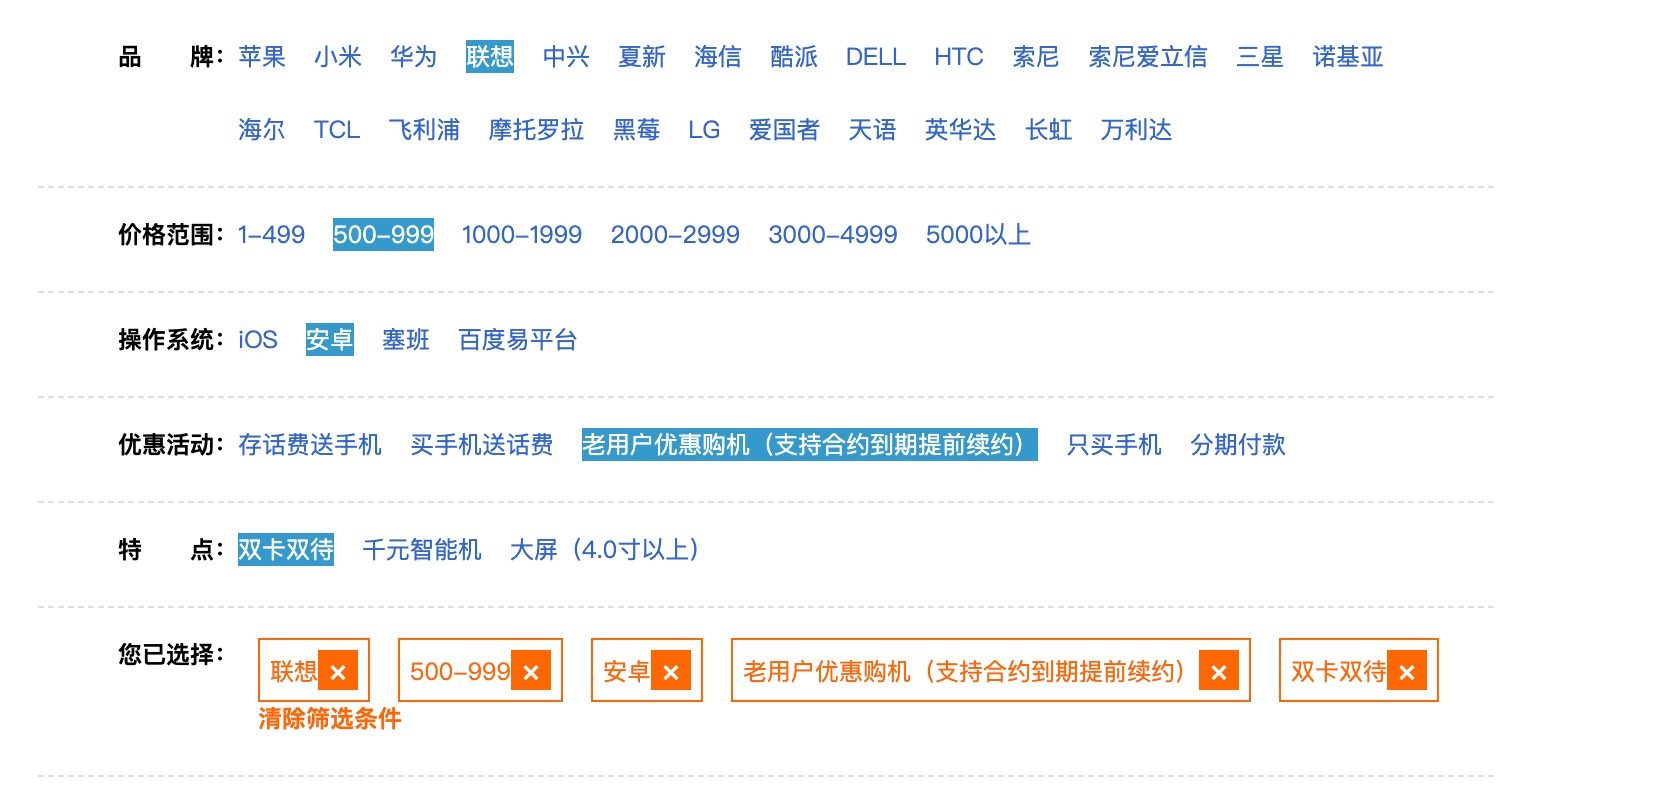 品　　牌：苹果 小米 华为 联想 中兴 夏新 海信 酷派 DELL HTC 索尼 索尼爱立信 三星 诺基亚
海尔 TCL 飞利浦 摩托罗拉 黑莓 LG 爱国者 天语 英华达 长虹 万利达
价格范围：1-499 500-999 1000-1999 2000-2999 3000-4999 5000以上
操作系统：iOS 安卓 塞班 百度易平台
优惠活动：存话费送手机 买手机送话费 老用户优惠购机（支持合约到期提前续约） 只买手机 分期付款
特　　点：双卡双待 千元智能机 大屏（4.0寸以上）
您已选择： 联想× 500-999× 安卓× 老用户优惠购机（支持合约到期提前续约）× 双卡双待×
清除筛选条件